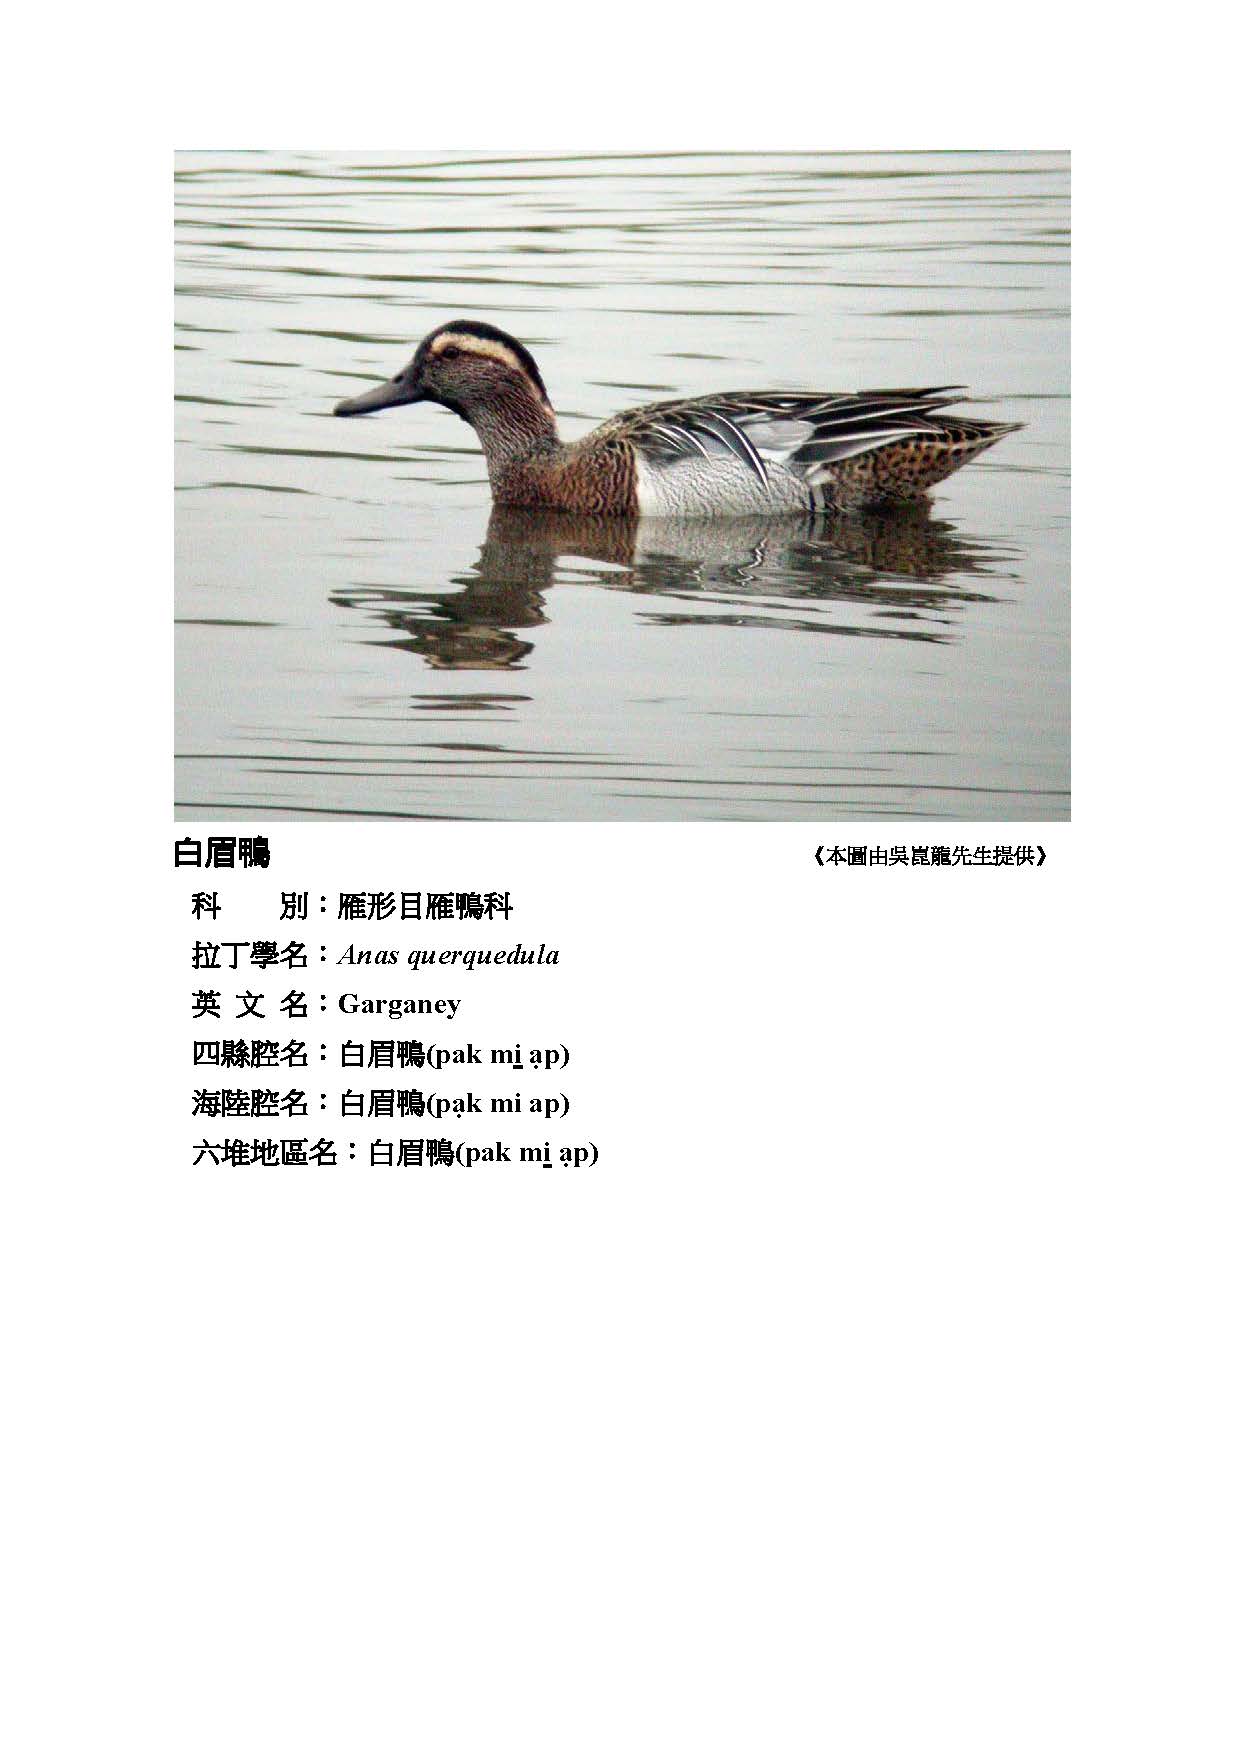 白眉鴨 《本圖由吳崑龍先生提供》
科　　別：雁形目雁鴨科
拉丁學名：Anas querquedula
英 文 名：Garganey
四縣腔名：白眉鴨(pak mi̲ ạp)
海陸腔名：白眉鴨(pạk mi ap)
六堆地區名：白眉鴨(pak mi̲ ạp)